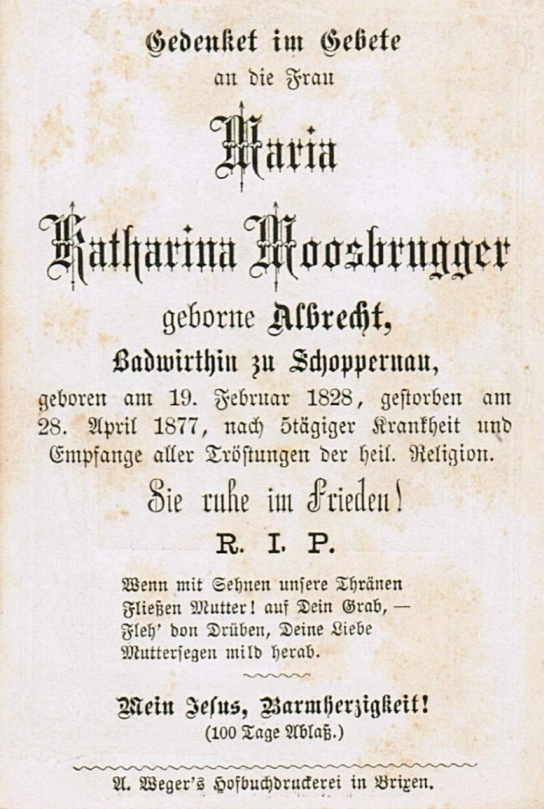 Gedenket im Gebete
an die Frau
Maria
Katharina Moosbrugger
geborne Albrecht,
Badwirthin zu Schoppernau,
geboren am 19. Februar 1828, gestorben am
28. April 1877, nach 5tägiger Krankheit und
Empfange aller Tröstungen der heil. Religion.
Sie ruhe im Frieden!
R. I. P.
Wenn mit Sehnen unsere Thränen
Fließen Mutter! auf Dein Grab, —
Fleh' don Drüben, Deine Liebe
Muttersegen mild herab.
Mein Jesus, Barmherzigkeit!
(100 Tage Ablaß.)
A. Weger's Hofbuchdruckerei in Brixen.